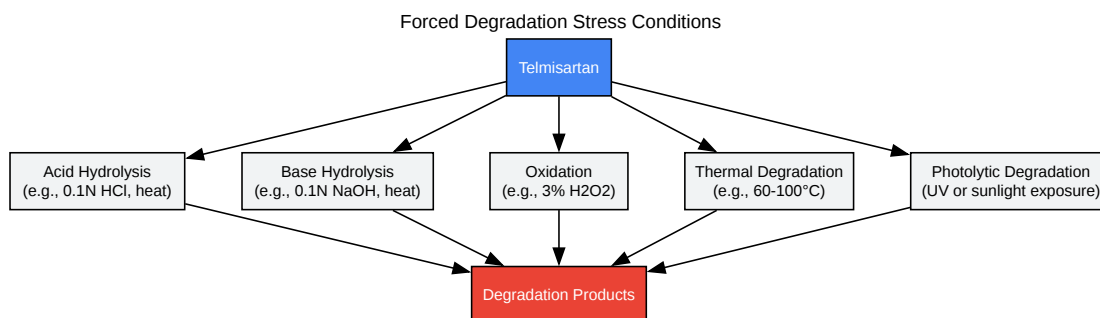 Forced Degradation Stress Conditions
Telmisartan
Acid Hydrolysis
(e.g., 0.1N HCl, heat)
Base Hydrolysis
(e.g., 0.1N NaOH, heat)
Oxidation
(e.g., 3% H2O2)
Thermal Degradation
(e.g., 60-100°C)
Photolytic Degradation
(UV or sunlight exposure)
Degradation Products